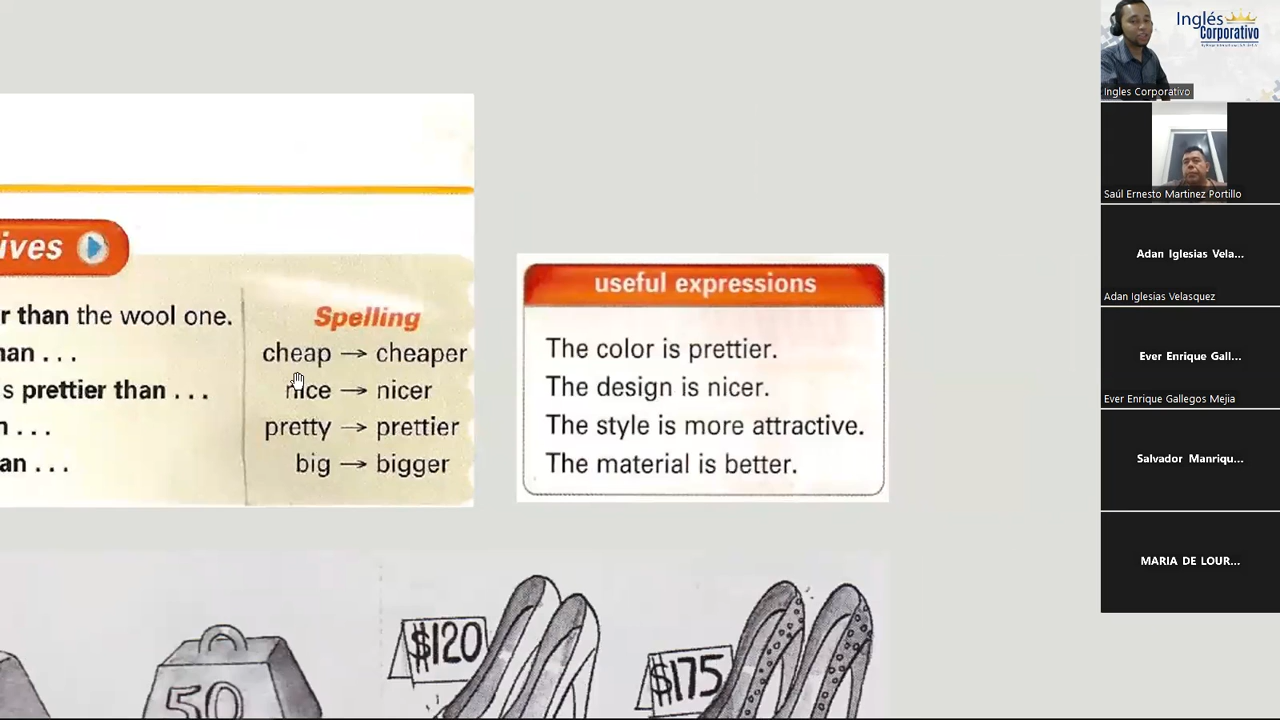 ives
r than the wool one.
han . . .
s prettier than . . .
n . . .
an . . .
Spelling
cheap → cheaper
nice → nicer
pretty → prettier
big → bigger
useful expressions
The color is prettier.
The design is nicer.
The style is more attractive.
The material is better.
50
$120
$175
Inglés
Corporativo
Ingles Corporativo
Saúl Ernesto Martinez Portillo
Adan Iglesias Vela...
Adan Iglesias Velasquez
Ever Enrique Gall...
Ever Enrique Gallegos Mejia
Salvador Manriqu...
MARIA DE LOUR...